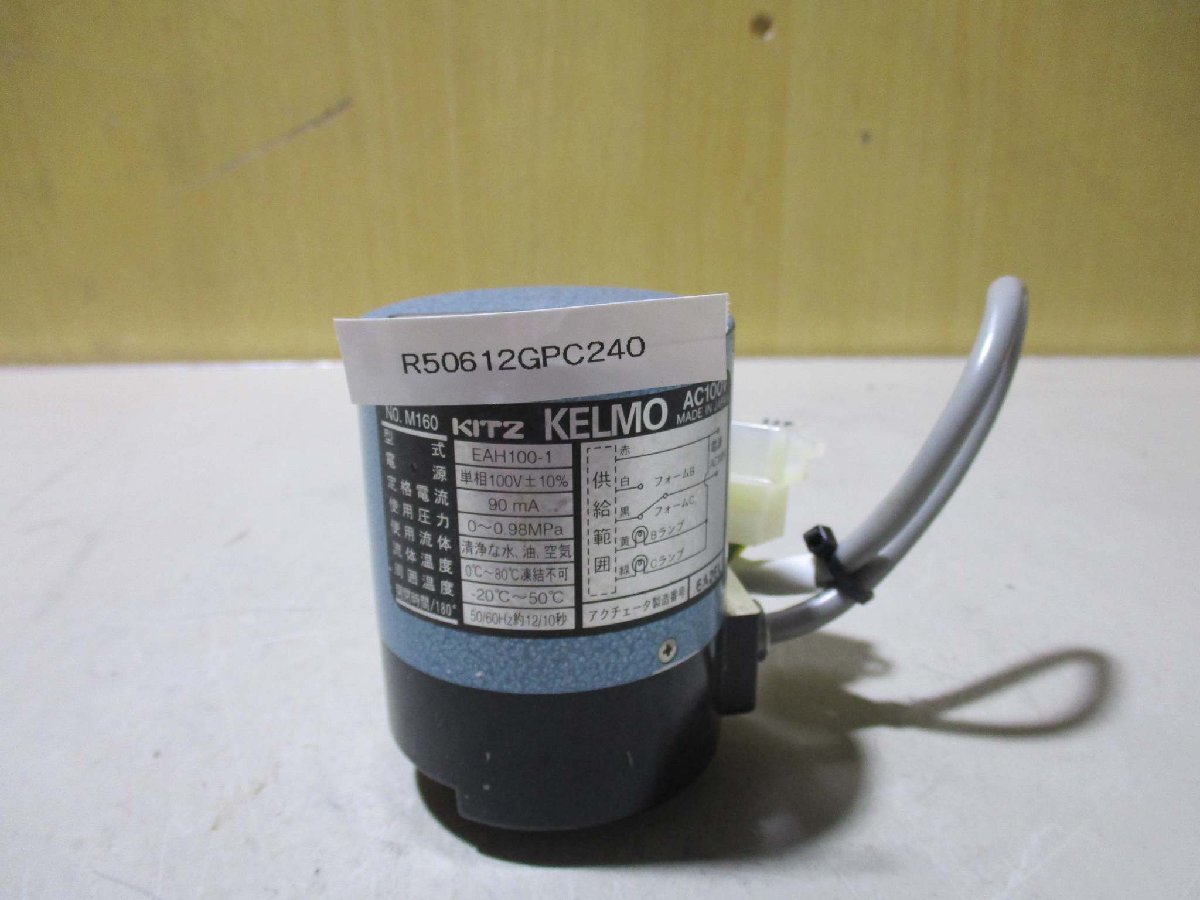 R50612GPC240
NO. M160 KITZ KELMO AC100V
MADE IN
型式 EAH100-1
電源 単相100V±10%
定格電流 90 mA
使用圧力 0〜0.98MPa
使用流体 清浄な水、油、空気
流体温度 0℃〜80℃凍結不可
周囲温度 -20℃〜50℃
/180° 50/60Hz約12/10秒
供給範囲
赤
白 フォームB
黒 フォームC
黄 Bランプ
緑 Cランプ
電源
アクチェータ製造番号